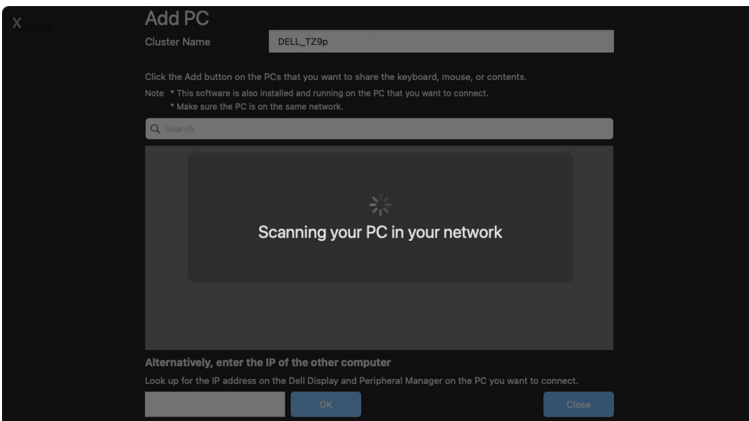 X
Add PC
Cluster Name DELL_TZ9p
Click the Add button on the PCs that you want to share the keyboard, mouse, or contents.
Note * This software is also installed and running on the PC that you want to connect.
* Make sure the PC is on the same network.
Search
Scanning your PC in your network
Alternatively, enter the IP of the other computer
Look up for the IP address on the Dell Display and Peripheral Manager on the PC you want to connect.
OK Close